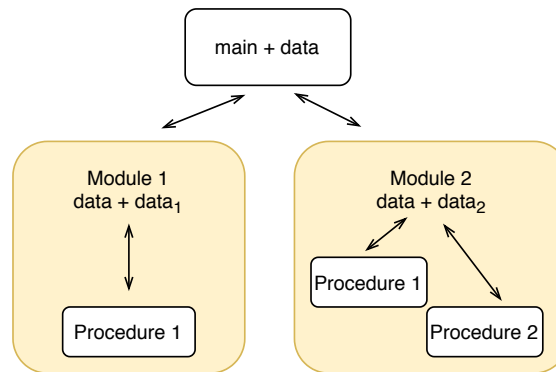 main + data
Module 1
data + data₁
Procedure 1
Module 2
data + data₂
Procedure 1
Procedure 2